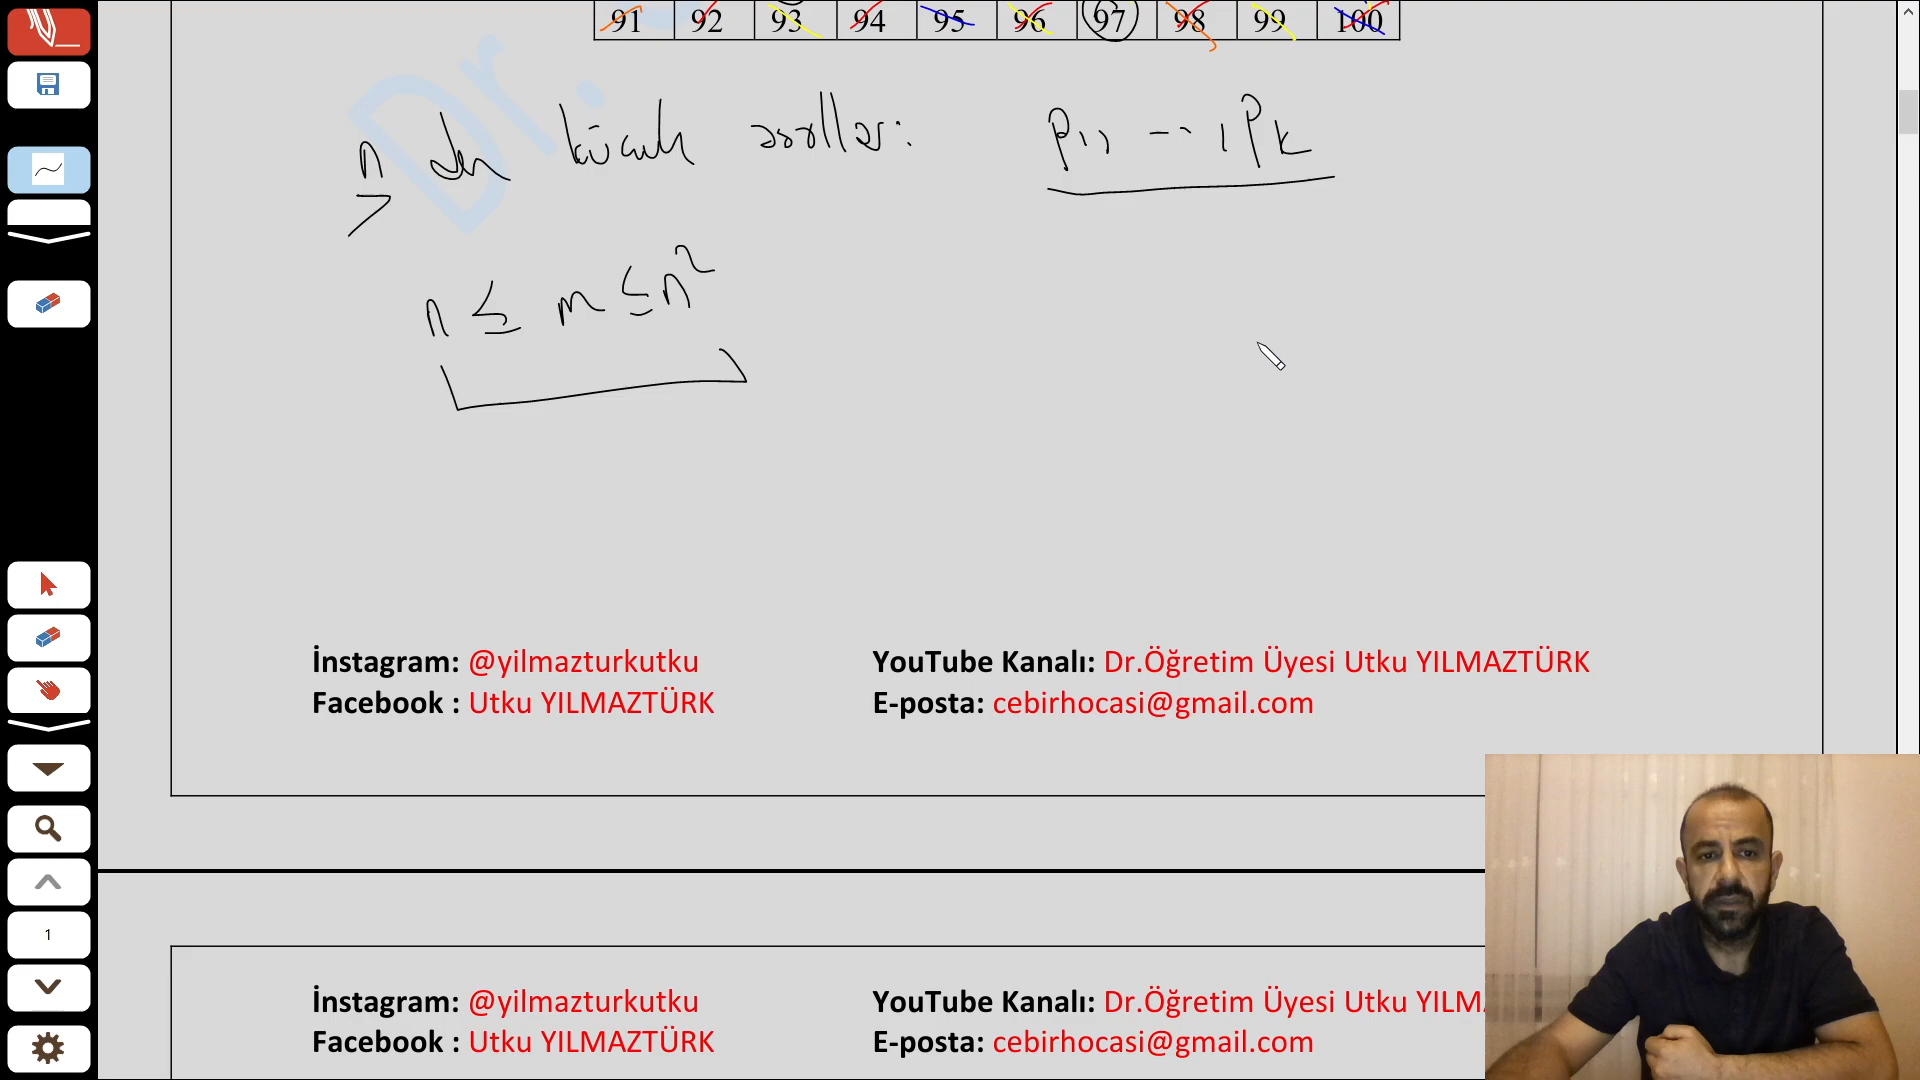 91 92 93 94 95 96 97 98 99 100
Dr.
n den küçük asallar: p1, --- , pk
>
n ≤ m ≤ n²
İnstagram: @yilmazturkutku YouTube Kanalı: Dr.Öğretim Üyesi Utku YILMAZTÜRK
Facebook : Utku YILMAZTÜRK E-posta: cebirhocasi@gmail.com
1
İnstagram: @yilmazturkutku YouTube Kanalı: Dr.Öğretim Üyesi Utku YILM
Facebook : Utku YILMAZTÜRK E-posta: cebirhocasi@gmail.com